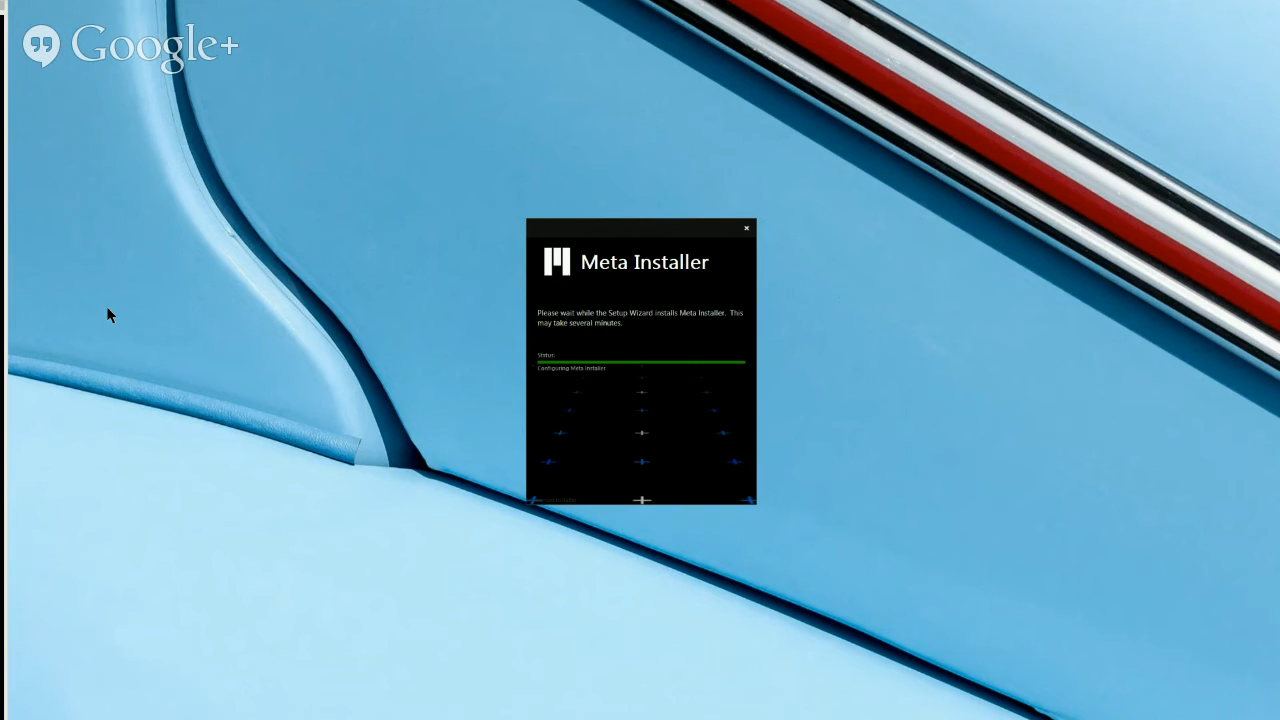 Google+
Meta Installer
Please wait while the Setup Wizard installs Meta Installer. This
may take several minutes.
Status:
Configuring Meta Installer